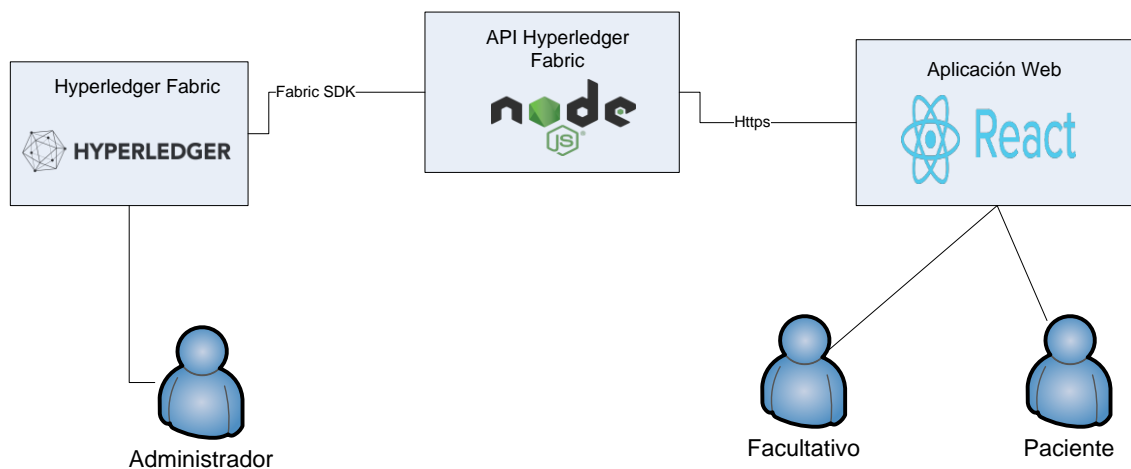 Hyperledger Fabric
HYPERLEDGER
Fabric SDK
API Hyperledger
Fabric
node
JS
Https
Aplicación Web
React
Administrador
Facultativo
Paciente